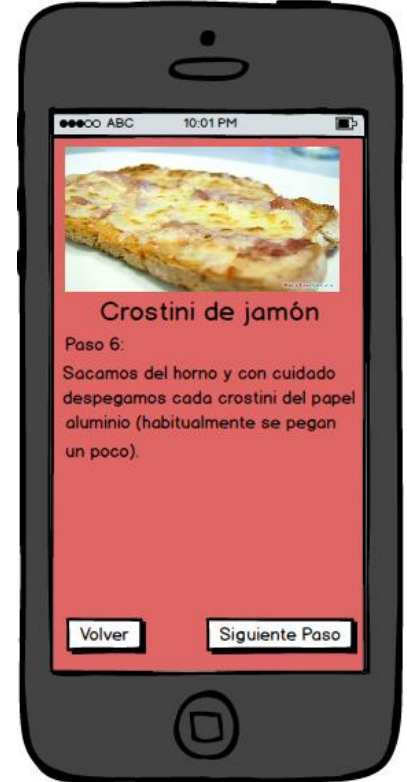 ABC 10:01 PM
Crostini de jamón
Paso 6:
Sacamos del horno y con cuidado
despegamos cada crostini del papel
aluminio (habitualmente se pegan
un poco).
Volver Siguiente Paso